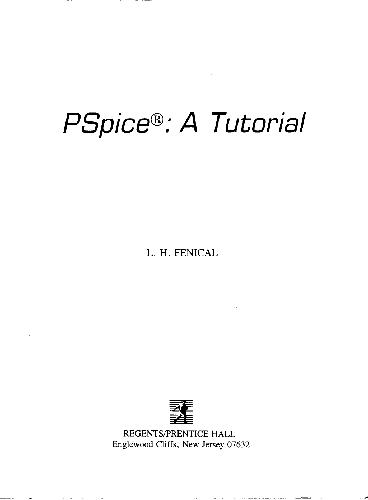 PSpice®: A Tutorial
L. H. FENICAL
REGENTS/PRENTICE HALL
Englewood Cliffs, New Jersey 07632